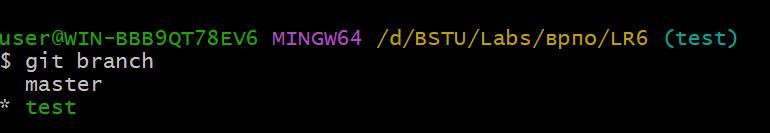 user@WIN-BBB9QT78EV6 MINGW64 /d/BSTU/Labs/врпо/LR6 (test)
$ git branch
  master
* test